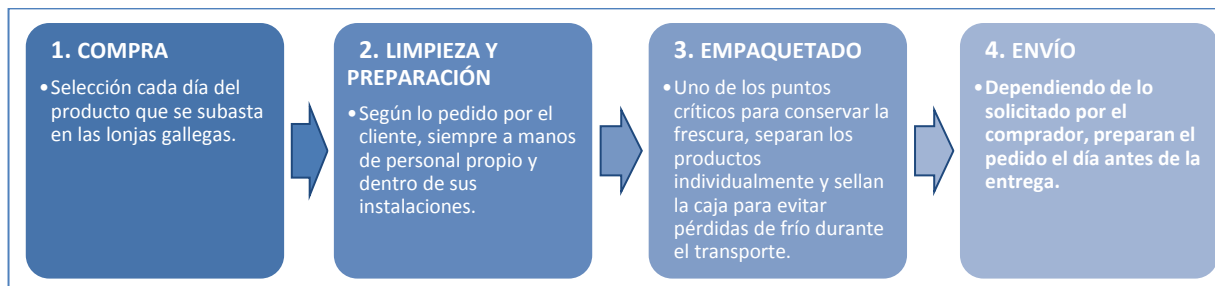 1. COMPRA
•Selección cada día del
producto que se subasta
en las lonjas gallegas.
2. LIMPIEZA Y
PREPARACIÓN
•Según lo pedido por el
cliente, siempre a manos
de personal propio y
dentro de sus
instalaciones.
3. EMPAQUETADO
•Uno de los puntos
críticos para conservar la
frescura, separan los
productos
individualmente y sellan
la caja para evitar
pérdidas de frío durante
el transporte.
4. ENVÍO
•Dependiendo de lo
solicitado por el
comprador, preparan el
pedido el día antes de la
entrega.